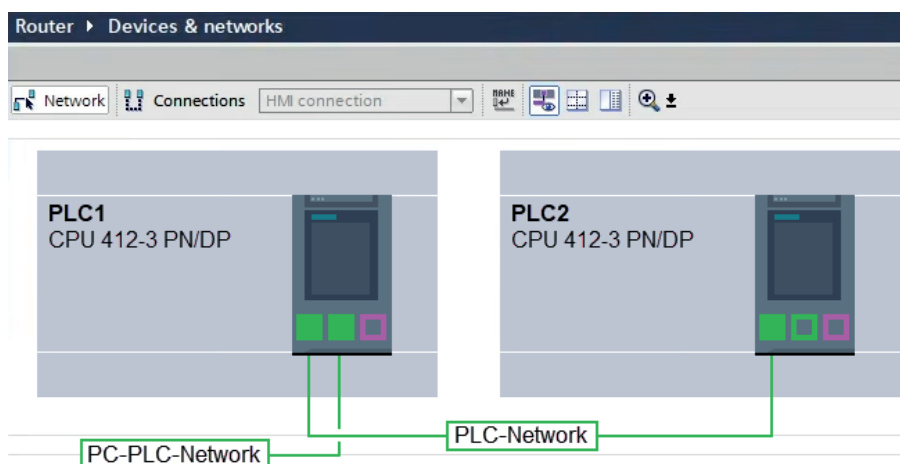 Router ▸ Devices & networks
Network Connections HMI connection NAME
PLC1
CPU 412-3 PN/DP
PLC2
CPU 412-3 PN/DP
PLC-Network
PC-PLC-Network